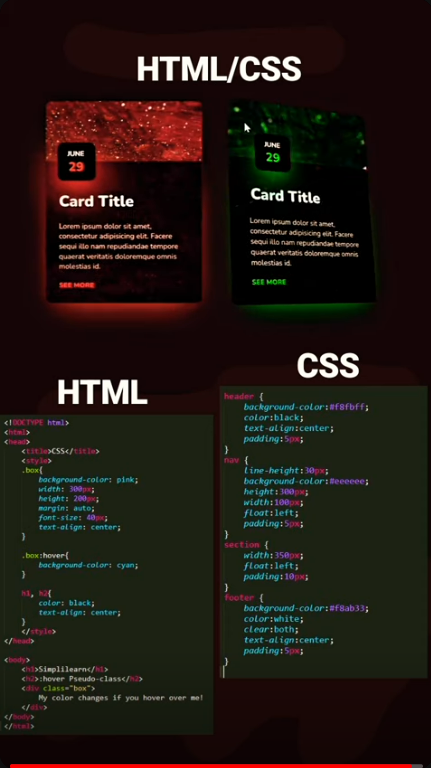 HTML/CSS
JUNE
29
Card Title
Lorem ipsum dolor sit amet,
consectetur adipisicing elit. Facere
sequi illo nam repudiandae tempore
quaerat veritatis doloremque omnis
molestias id.
SEE MORE
JUNE
29
Card Title
Lorem ipsum dolor sit amet,
consectetur adipisicing elit. Facere
sequi illo nam repudiandae tempore
quaerat veritatis doloremque omnis
molestias id.
SEE MORE
HTML
<!DOCTYPE html>
<html>
<head>
<title>CSS</title>
<style>
.box{
background-color: pink;
width: 300px;
height: 200px;
margin: auto;
font-size: 40px;
text-align: center;
}
.box:hover{
background-color: cyan;
}
h1, h2{
color: black;
text-align: center;
}
</style>
</head>
<body>
<h1>Simplilearn</h1>
<h2>:hover Pseudo-class</h2>
<div class="box">
My color changes if you hover over me!
</div>
</body>
</html>
CSS
header {
background-color:#f8fbff;
color:black;
text-align:center;
padding:5px;
}
nav {
line-height:30px;
background-color:#eeeeee;
height:300px;
width:100px;
float:left;
padding:5px;
}
section {
width:350px;
float:left;
padding:10px;
}
footer {
background-color:#f8ab33;
color:white;
clear:both;
text-align:center;
padding:5px;
}